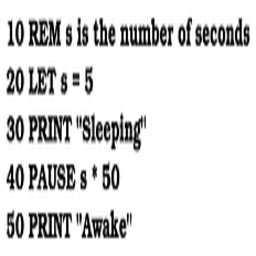 10 REM s is the number of seconds
20 LET s = 5
30 PRINT "Sleeping"
40 PAUSE s * 50
50 PRINT "Awake"